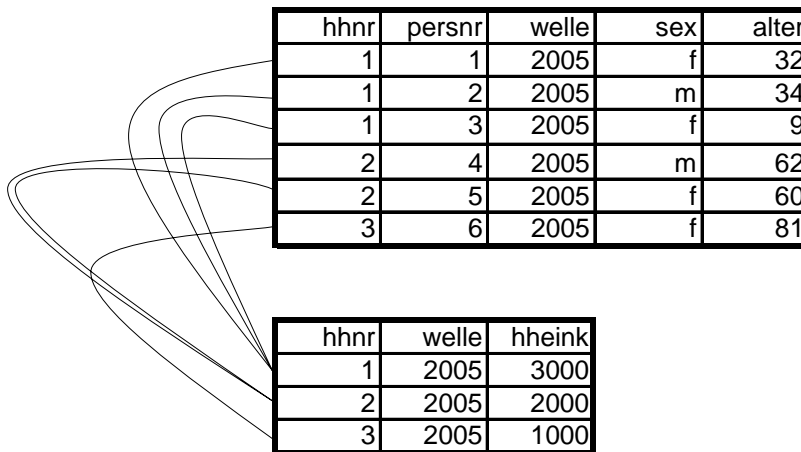 hhnr persnr welle sex alter
1 1 2005 f 32
1 2 2005 m 34
1 3 2005 f 9
2 4 2005 m 62
2 5 2005 f 60
3 6 2005 f 81
hhnr welle hheink
1 2005 3000
2 2005 2000
3 2005 1000